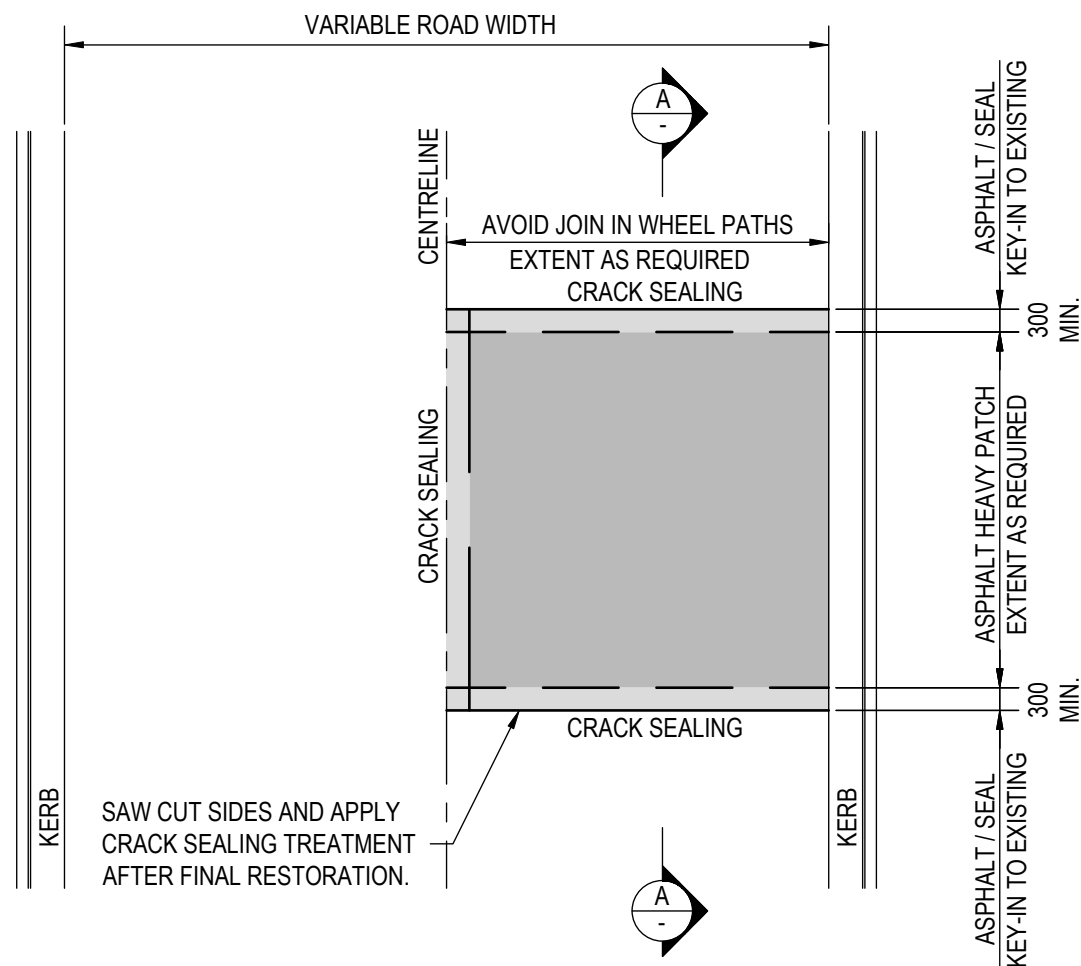 VARIABLE ROAD WIDTH
A
-
CENTRELINE
AVOID JOIN IN WHEEL PATHS
EXTENT AS REQUIRED
CRACK SEALING
ASPHALT / SEAL
KEY-IN TO EXISTING
300
MIN.
CRACK SEALING
ASPHALT HEAVY PATCH
EXTENT AS REQUIRED
300
MIN.
CRACK SEALING
KERB
SAW CUT SIDES AND APPLY
CRACK SEALING TREATMENT
AFTER FINAL RESTORATION.
KERB
ASPHALT / SEAL
KEY-IN TO EXISTING
A
-